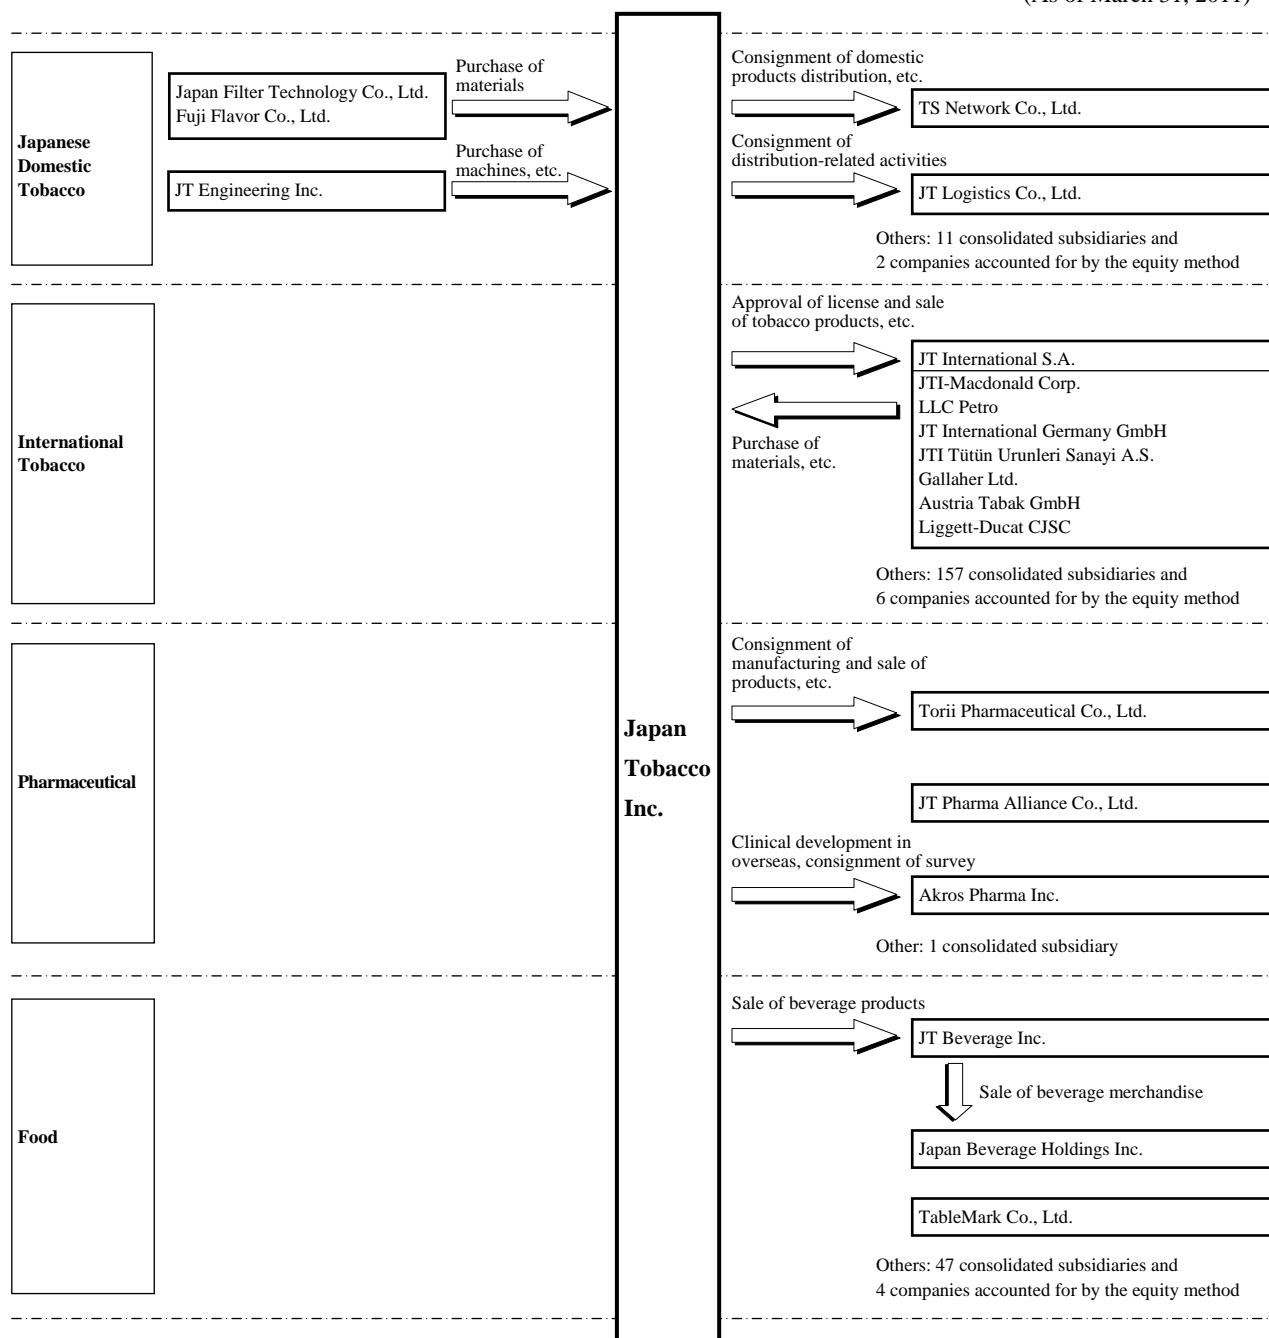 (As of March 31, 2011)
Japanese
Domestic
Tobacco
Japan Filter Technology Co., Ltd.
Fuji Flavor Co., Ltd.
Purchase of
materials
JT Engineering Inc.
Purchase of
machines, etc.
Consignment of domestic
products distribution, etc.
TS Network Co., Ltd.
Consignment of
distribution-related activities
JT Logistics Co., Ltd.
Others: 11 consolidated subsidiaries and
2 companies accounted for by the equity method
International
Tobacco
Approval of license and sale
of tobacco products, etc.
JT International S.A.
JTI-Macdonald Corp.
LLC Petro
JT International Germany GmbH
JTI Tütün Urunleri Sanayi A.S.
Gallaher Ltd.
Austria Tabak GmbH
Liggett-Ducat CJSC
Purchase of
materials, etc.
Others: 157 consolidated subsidiaries and
6 companies accounted for by the equity method
Japan
Tobacco
Inc.
Pharmaceutical
Consignment of
manufacturing and sale of
products, etc.
Torii Pharmaceutical Co., Ltd.
JT Pharma Alliance Co., Ltd.
Clinical development in
overseas, consignment of survey
Akros Pharma Inc.
Other: 1 consolidated subsidiary
Food
Sale of beverage products
JT Beverage Inc.
Sale of beverage merchandise
Japan Beverage Holdings Inc.
TableMark Co., Ltd.
Others: 47 consolidated subsidiaries and
4 companies accounted for by the equity method